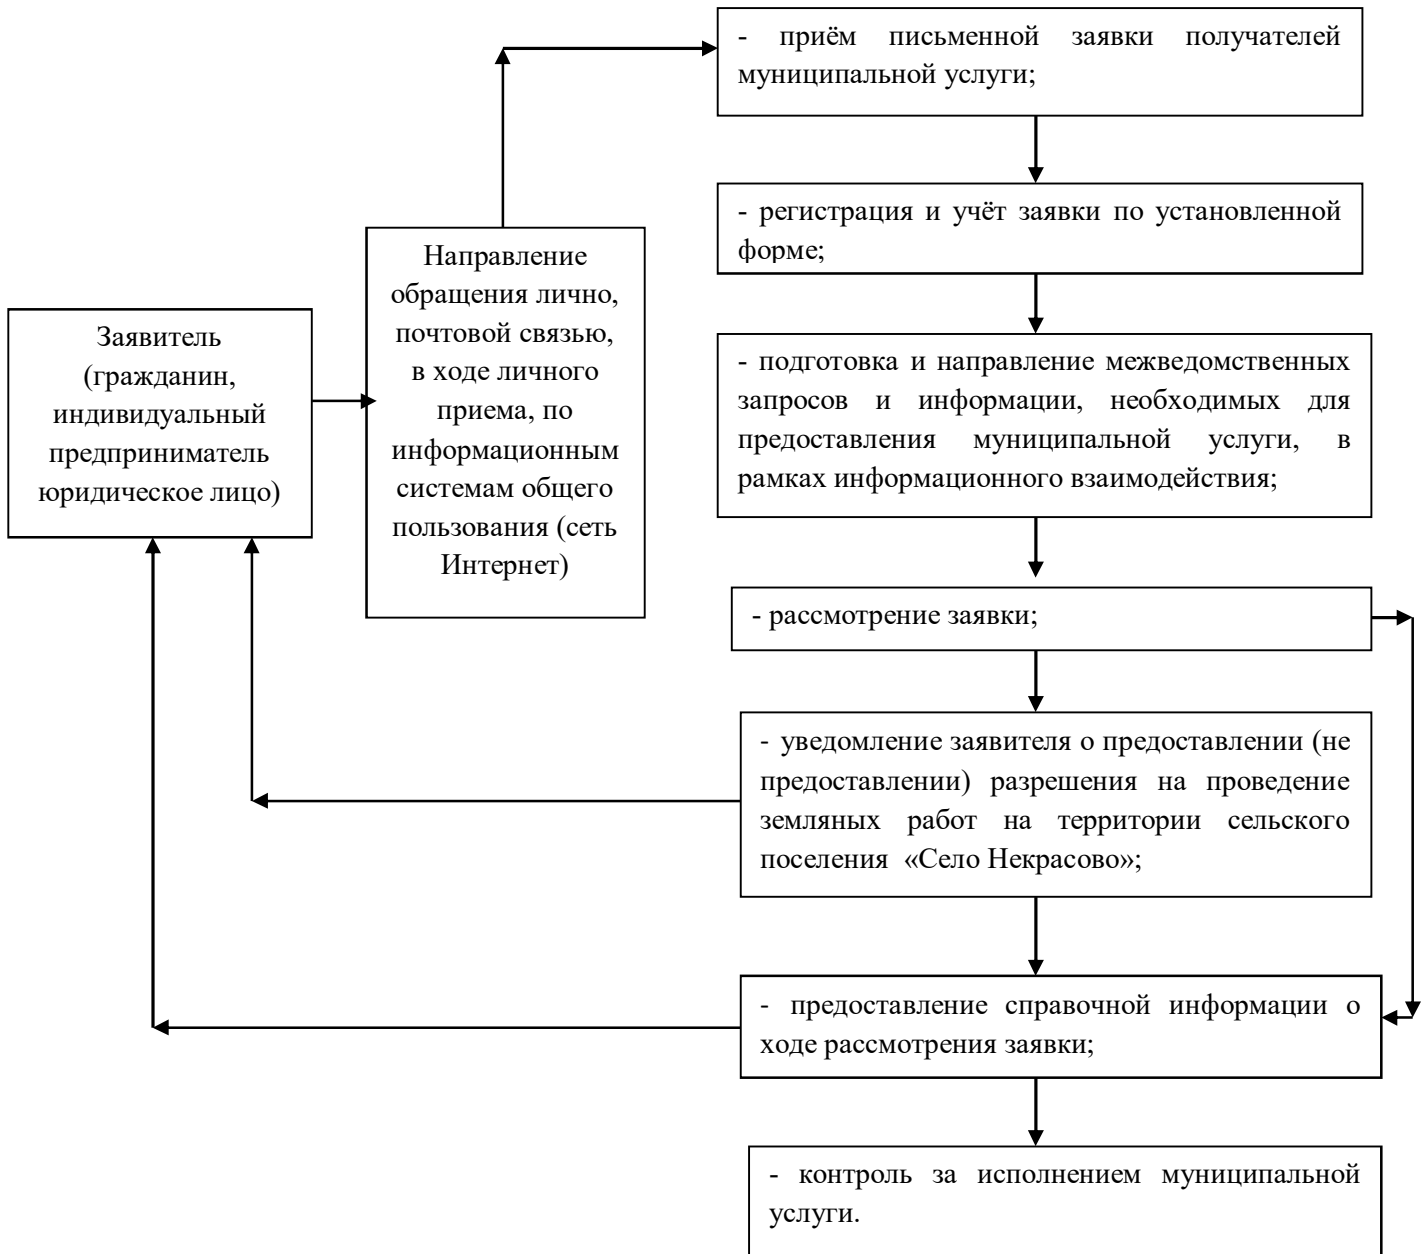 Заявитель
(гражданин,
индивидуальный
предприниматель
юридическое лицо)
Направление
обращения лично,
почтовой связью,
в ходе личного
приема, по
информационным
системам общего
пользования (сеть
Интернет)
- приём письменной заявки получателей
муниципальной услуги;
- регистрация и учёт заявки по установленной
форме;
- подготовка и направление межведомственных
запросов и информации, необходимых для
предоставления муниципальной услуги, в
рамках информационного взаимодействия;
- рассмотрение заявки;
- уведомление заявителя о предоставлении (не
предоставлении) разрешения на проведение
земляных работ на территории сельского
поселения «Село Некрасово»;
- предоставление справочной информации о
ходе рассмотрения заявки;
- контроль за исполнением муниципальной
услуги.